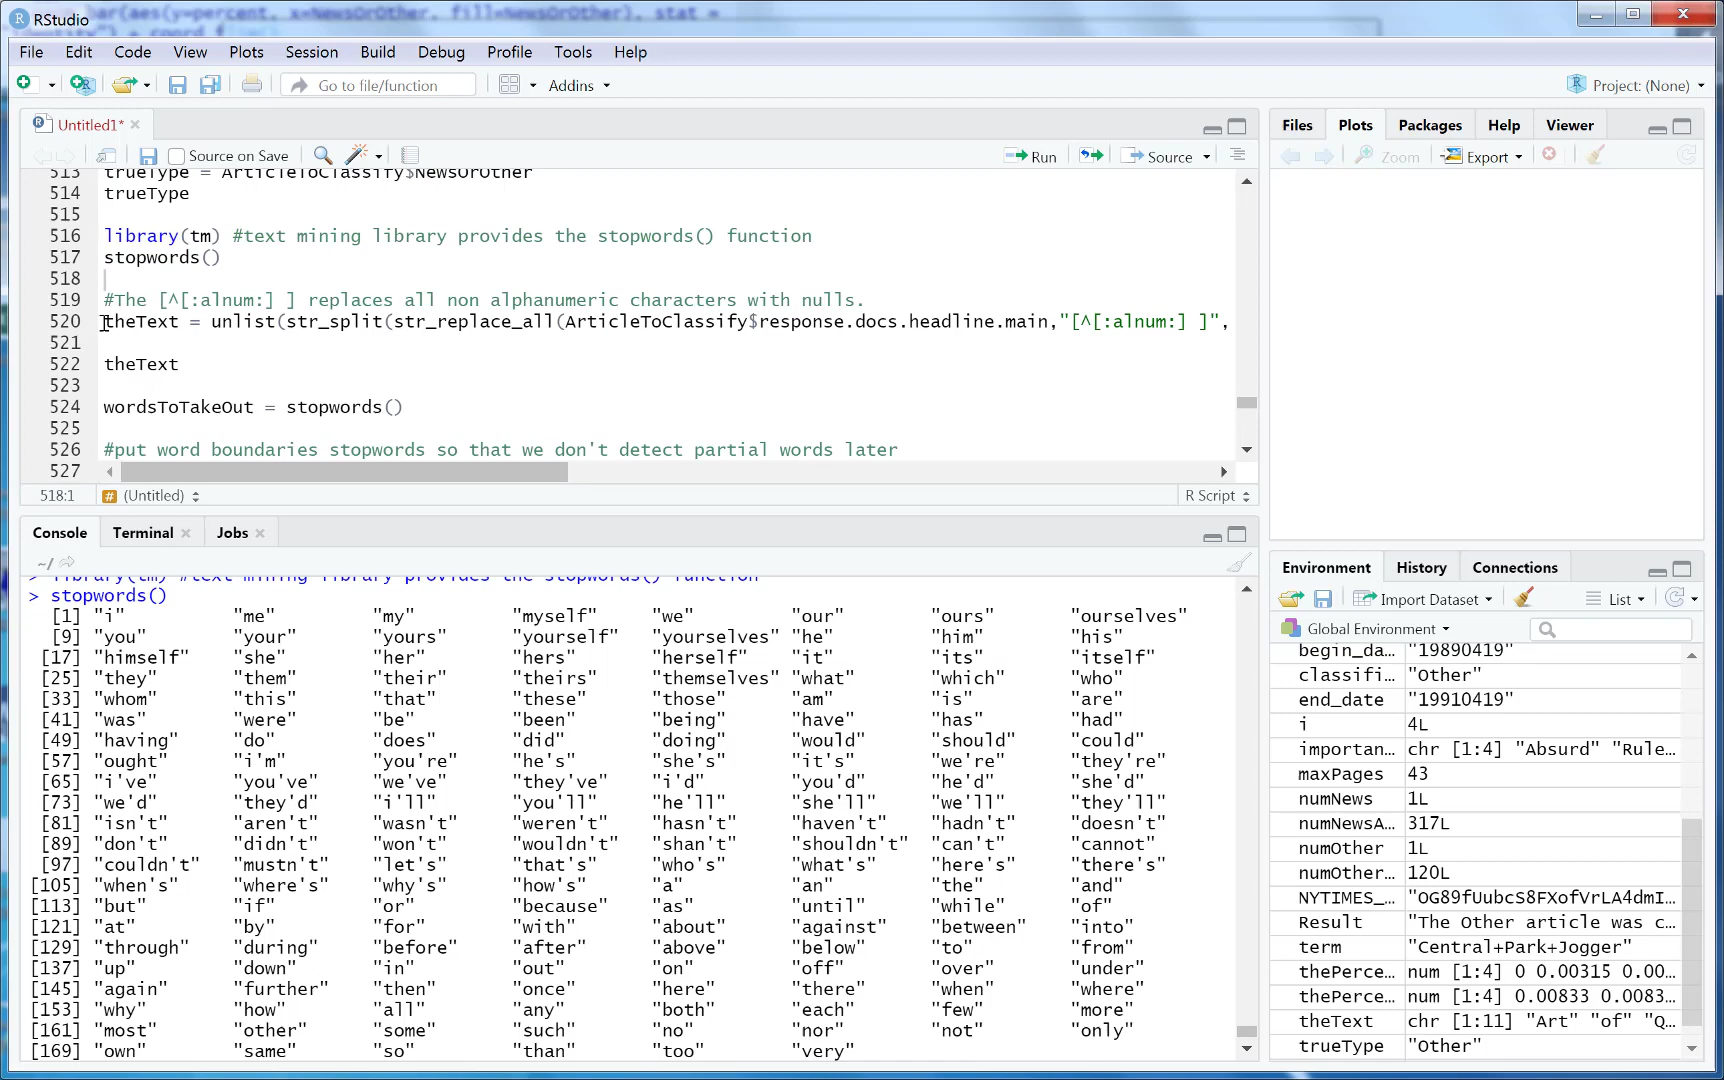 bar(aes(y=percent, x=NewsOrOther, fill=NewsOrOther), stat =
RStudio
File Edit Code View Plots Session Build Debug Profile Tools Help
Go to file/function Addins Project: (None)
Untitled1*
Source on Save Run Source
513 trueType = ArticleToClassify$NewsOrOther
514 trueType
515
516 library(tm) #text mining library provides the stopwords() function
517 stopwords()
518
519 #The [^[:alnum:] ] replaces all non alphanumeric characters with nulls.
520 theText = unlist(str_split(str_replace_all(ArticleToClassify$response.docs.headline.main,"[^[:alnum:] ]",
521
522 theText
523
524 wordsToTakeOut = stopwords()
525
526 #put word boundaries stopwords so that we don't detect partial words later
527
518:1 # (Untitled) R Script
Console Terminal Jobs
~/
> library(tm) #text mining library provides the stopwords() function
> stopwords()
[1] "i" "me" "my" "myself" "we" "our" "ours" "ourselves"
[9] "you" "your" "yours" "yourself" "yourselves" "he" "him" "his"
[17] "himself" "she" "her" "hers" "herself" "it" "its" "itself"
[25] "they" "them" "their" "theirs" "themselves" "what" "which" "who"
[33] "whom" "this" "that" "these" "those" "am" "is" "are"
[41] "was" "were" "be" "been" "being" "have" "has" "had"
[49] "having" "do" "does" "did" "doing" "would" "should" "could"
[57] "ought" "i'm" "you're" "he's" "she's" "it's" "we're" "they're"
[65] "i've" "you've" "we've" "they've" "i'd" "you'd" "he'd" "she'd"
[73] "we'd" "they'd" "i'll" "you'll" "he'll" "she'll" "we'll" "they'll"
[81] "isn't" "aren't" "wasn't" "weren't" "hasn't" "haven't" "hadn't" "doesn't"
[89] "don't" "didn't" "won't" "wouldn't" "shan't" "shouldn't" "can't" "cannot"
[97] "couldn't" "mustn't" "let's" "that's" "who's" "what's" "here's" "there's"
[105] "when's" "where's" "why's" "how's" "a" "an" "the" "and"
[113] "but" "if" "or" "because" "as" "until" "while" "of"
[121] "at" "by" "for" "with" "about" "against" "between" "into"
[129] "through" "during" "before" "after" "above" "below" "to" "from"
[137] "up" "down" "in" "out" "on" "off" "over" "under"
[145] "again" "further" "then" "once" "here" "there" "when" "where"
[153] "why" "how" "all" "any" "both" "each" "few" "more"
[161] "most" "other" "some" "such" "no" "nor" "not" "only"
[169] "own" "same" "so" "than" "too" "very"
Files Plots Packages Help Viewer
Zoom Export
Environment History Connections
Import Dataset List
Global Environment
begin_da… "19890419"
classifi… "Other"
end_date "19910419"
i 4L
importan… chr [1:4] "Absurd" "Rule…
maxPages 43
numNews 1L
numNewsA… 317L
numOther 1L
numOther… 120L
NYTIMES_… "OG89fUubcS8FXofVrLA4dmI…
Result "The Other article was c…
term "Central+Park+Jogger"
thePerce… num [1:4] 0 0.00315 0.00…
thePerce… num [1:4] 0.00833 0.0083…
theText chr [1:11] "Art" "of" "Q…
trueType "Other"